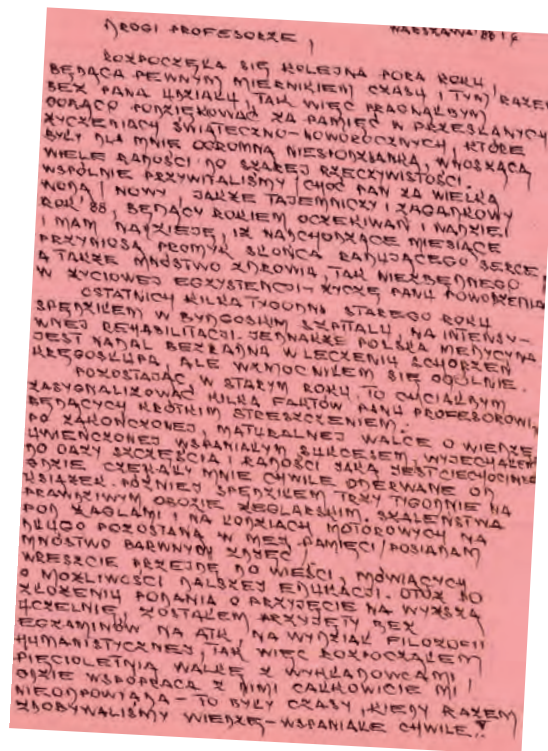 DROGI PROFESORZE, WARSZAWA 88
ROZPOCZĘŁA SIĘ KOLEJNA PORA ROKU,
BĘDĄCA PEWNYM MIERNIKIEM CZASU I TYM RAZEM
BEZ PANA UDZIAŁU, TAK WIĘC PRAGNĄŁBYM
GORĄCO PODZIĘKOWAĆ ZA PAMIĘĆ W PRZESŁANYCH
ŻYCZENIACH ŚWIĄTECZNO-NOWOROCZNYCH, KTÓRE
BYŁY DLA MNIE OGROMNĄ NIESPODZIANKĄ, WNOSZĄCĄ
WIELE RADOŚCI DO SZAREJ RZECZYWISTOŚCI.
WSPÓLNIE PRZYWITALIŚMY /CHOĆ PAN ZA WIELKĄ
WODĄ/ NOWY, JAKŻE TAJEMNICZY I ZAGADKOWY
ROK '88, BĘDĄCY ROKIEM OCZEKIWAŃ I NADZIEI
I MAM NADZIEJĘ, IŻ NADCHODZĄCE MIESIĄCE
PRZYNIOSĄ PROMYK SŁOŃCA RADUJĄCEGO SERCE
A TAKŻE MNÓSTWO ZDROWIA, TAK NIEZBĘDNEGO
W ŻYCIOWEJ EGZYSTENCJI - ŻYCZĘ PANU POWODZENIA
OSTATNICH KILKA TYGODNI STAREGO ROKU
SPĘDZIŁEM W BYDGOSKIM SZPITALU, NA INTENSY-
WNEJ REHABILITACJI. JEDNAKŻE POLSKA MEDYCYNA
JEST NADAL BEZRADNA W LECZENIU SCHORZEŃ
KRĘGOSŁUPA, ALE WZMOCNIŁEM SIĘ OGÓLNIE.
POZOSTAJĄC W STARYM ROKU, TO CHCIAŁBYM
ZASYGNALIZOWAĆ KILKA FAKTÓW PANU PROFESOROWI,
BĘDĄCYCH KRÓTKIM STRESZCZENIEM.
PO ZAKOŃCZONEJ MATURALNEJ WALCE O WIEDZĘ
UWIEŃCZONEJ WSPANIAŁYM SUKCESEM, WYJECHAŁEM
DO OAZY SZCZĘŚCIA I RADOŚCI JAKĄ JEST CIECHOCINEK
GDZIE CZEKAŁY MNIE CHWILE ODERWANE OD
KSIĄŻEK. PÓŹNIEJ SPĘDZIŁEM TRZY TYGODNIE NA
PRAWDZIWYM OBOZIE ŻEGLARSKIM. SZALEŃSTWA
POD ŻAGLAMI I NA ŁODZIACH MOTOROWYCH NA
DŁUGO POZOSTANĄ W MEJ PAMIĘCI /POSIADAM
MNÓSTWO BARWNYCH ZDJĘĆ/
WRESZCIE PRZEJDĘ DO WIEŚCI, MÓWIĄCYCH
O MOŻLIWOŚCI DALSZEJ EDUKACJI. OTÓŻ PO
ZŁOŻENIU PODANIA O PRZYJĘCIE NA WYŻSZĄ
UCZELNIĘ, ZOSTAŁEM PRZYJĘTY BEZ
EGZAMINÓW NA ATK, NA WYDZIAŁ FILOZOFII
HUMANISTYCZNEJ, TAK WIĘC ROZPOCZĄŁEM
PIĘCIOLETNIĄ WALKĘ Z WYKŁADOWCAMI,
GDZIE WSPÓPRACA Z NIMI CAŁKOWICIE MI
NIEODPOWIADA - TO BYŁY CZASY, KIEDY RAZEM
ZDOBYWALIŚMY WIEDZĘ - WSPANIAŁE CHWILE!!